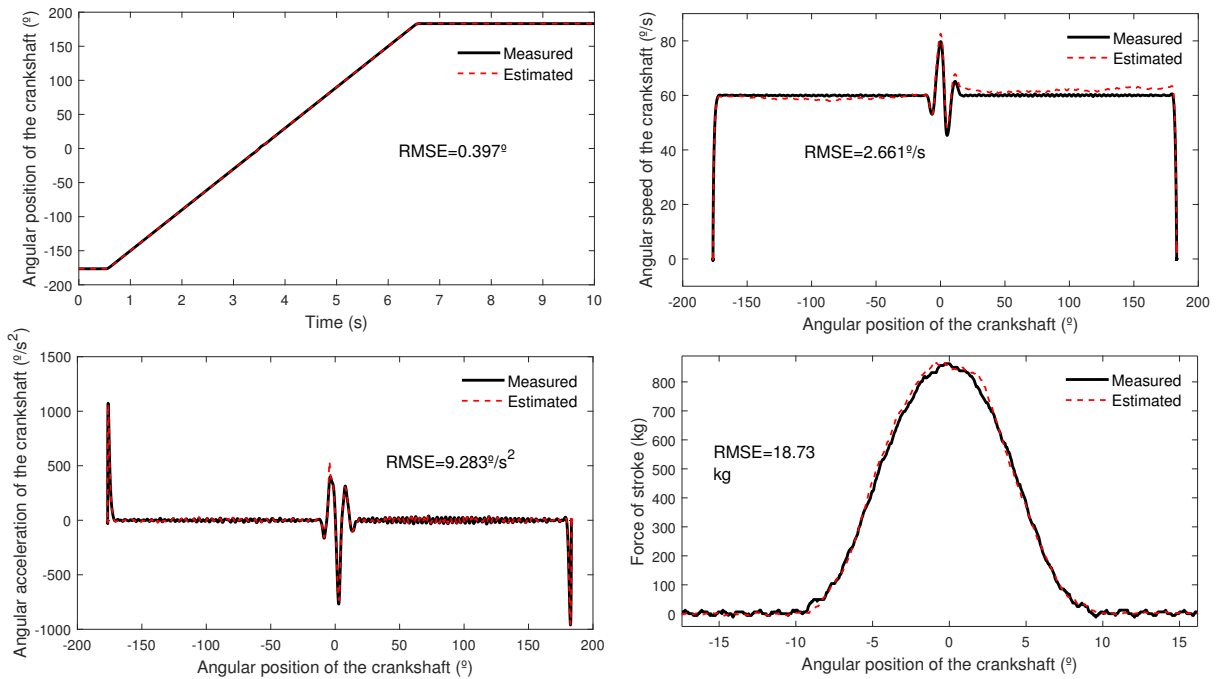 200
150
100
50
0
-50
-100
-150
-200
Angular position of the crankshaft (º)
Measured
Estimated
RMSE=0.397º
0 1 2 3 4 5 6 7 8 9 10
Time (s)
80
60
40
20
0
Angular speed of the crankshaft (º/s)
Measured
Estimated
RMSE=2.661º/s
-200 -150 -100 -50 0 50 100 150 200
Angular position of the crankshaft (º)
1500
1000
500
0
-500
-1000
Angular acceleration of the crankshaft (º/s²)
Measured
Estimated
RMSE=9.283º/s²
-200 -150 -100 -50 0 50 100 150 200
Angular position of the crankshaft (º)
800
700
600
500
400
300
200
100
0
Force of stroke (kg)
Measured
Estimated
RMSE=18.73
kg
-15 -10 -5 0 5 10 15
Angular position of the crankshaft (º)